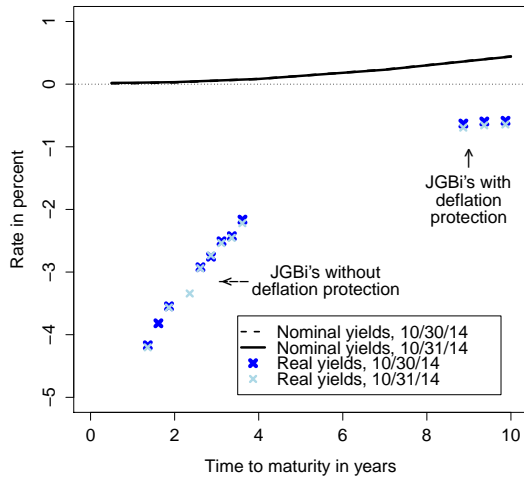 Rate in percent
1
0
-1
-2
-3
-4
-5
JGBi's with
deflation
protection
JGBi's without
deflation protection
Nominal yields, 10/30/14
Nominal yields, 10/31/14
Real yields, 10/30/14
Real yields, 10/31/14
0 2 4 6 8 10
Time to maturity in years